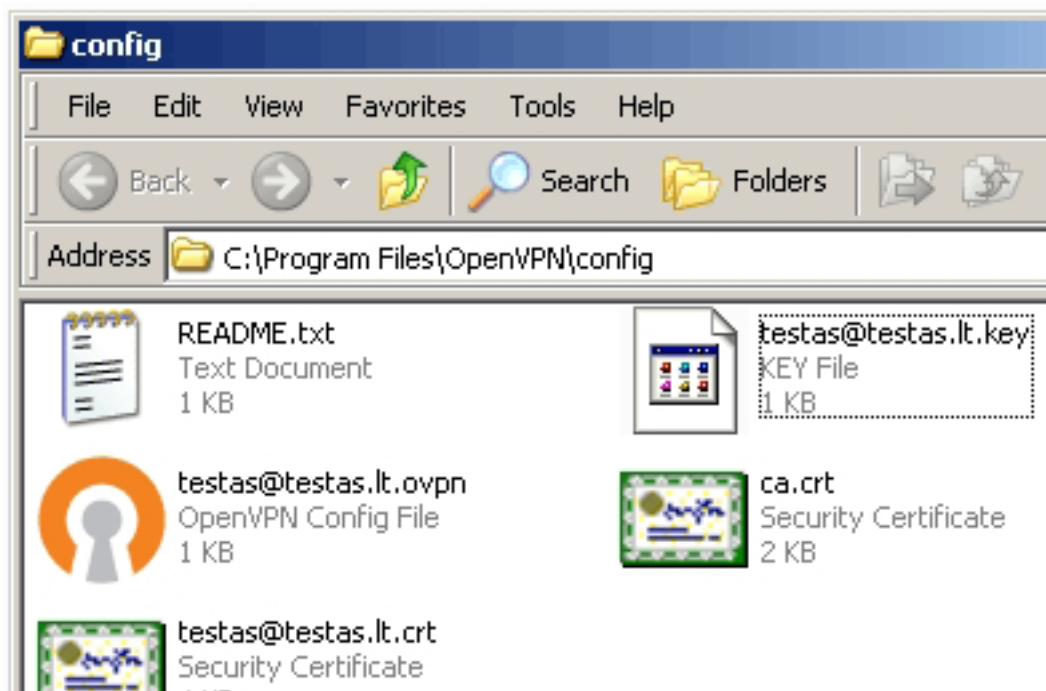 config
File Edit View Favorites Tools Help
Back Search Folders
Address C:\Program Files\OpenVPN\config
README.txt
Text Document
1 KB
testas@testas.lt.key
KEY File
1 KB
testas@testas.lt.ovpn
OpenVPN Config File
1 KB
ca.crt
Security Certificate
2 KB
testas@testas.lt.crt
Security Certificate